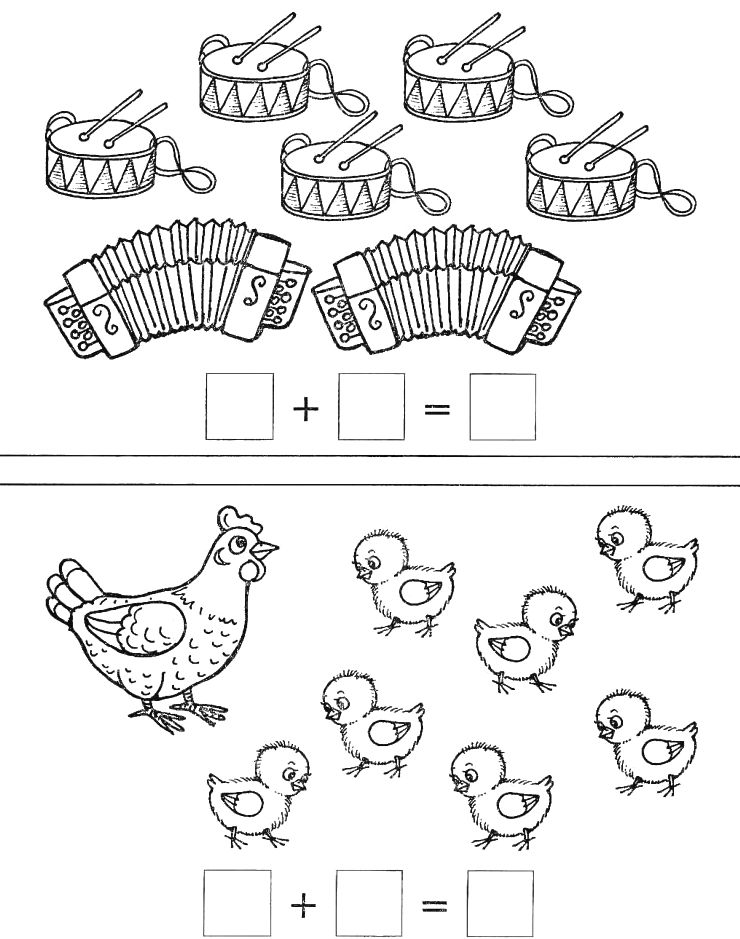 + =
+ =